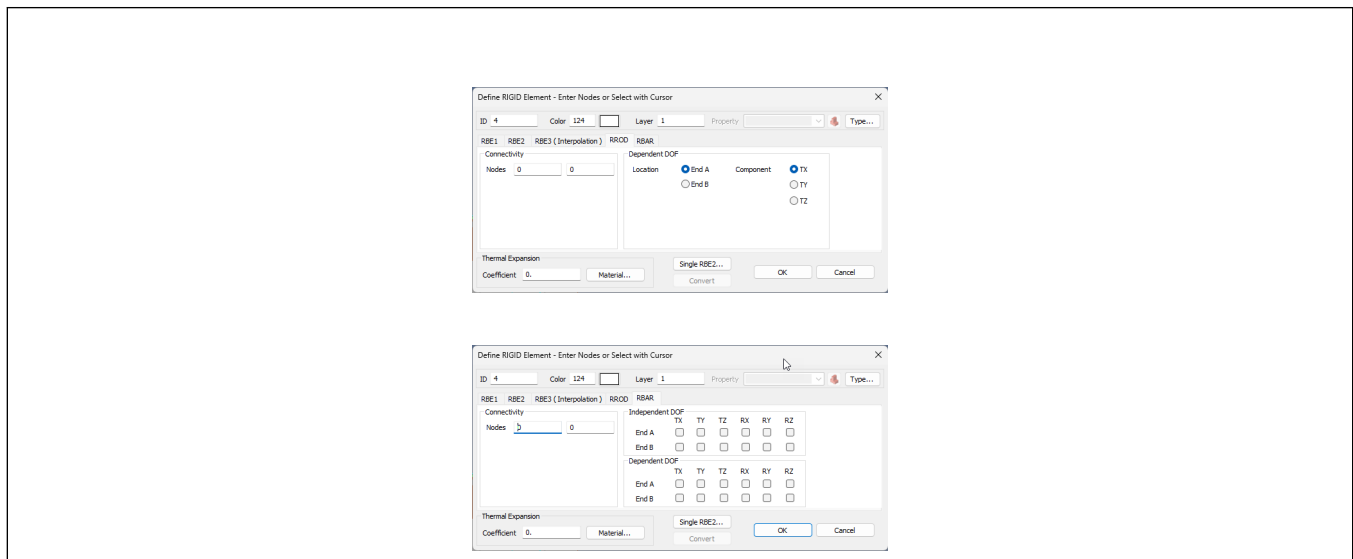 Define RIGID Element - Enter Nodes or Select with Cursor
ID 4 Color 124 Layer 1 Property Type...
RBE1 RBE2 RBE3 ( Interpolation ) RROD RBAR
Connectivity Dependent DOF
Nodes 0 0 Location End A Component TX
End B TY
TZ
Thermal Expansion
Coefficient 0. Material... Single RBE2... OK Cancel
Convert
Define RIGID Element - Enter Nodes or Select with Cursor
ID 4 Color 124 Layer 1 Property Type...
RBE1 RBE2 RBE3 ( Interpolation ) RROD RBAR
Connectivity Independent DOF
TX TY TZ RX RY RZ
Nodes 0 End A
End B
Dependent DOF
TX TY TZ RX RY RZ
End A
End B
Thermal Expansion
Coefficient 0. Material... Single RBE2... OK Cancel
Convert